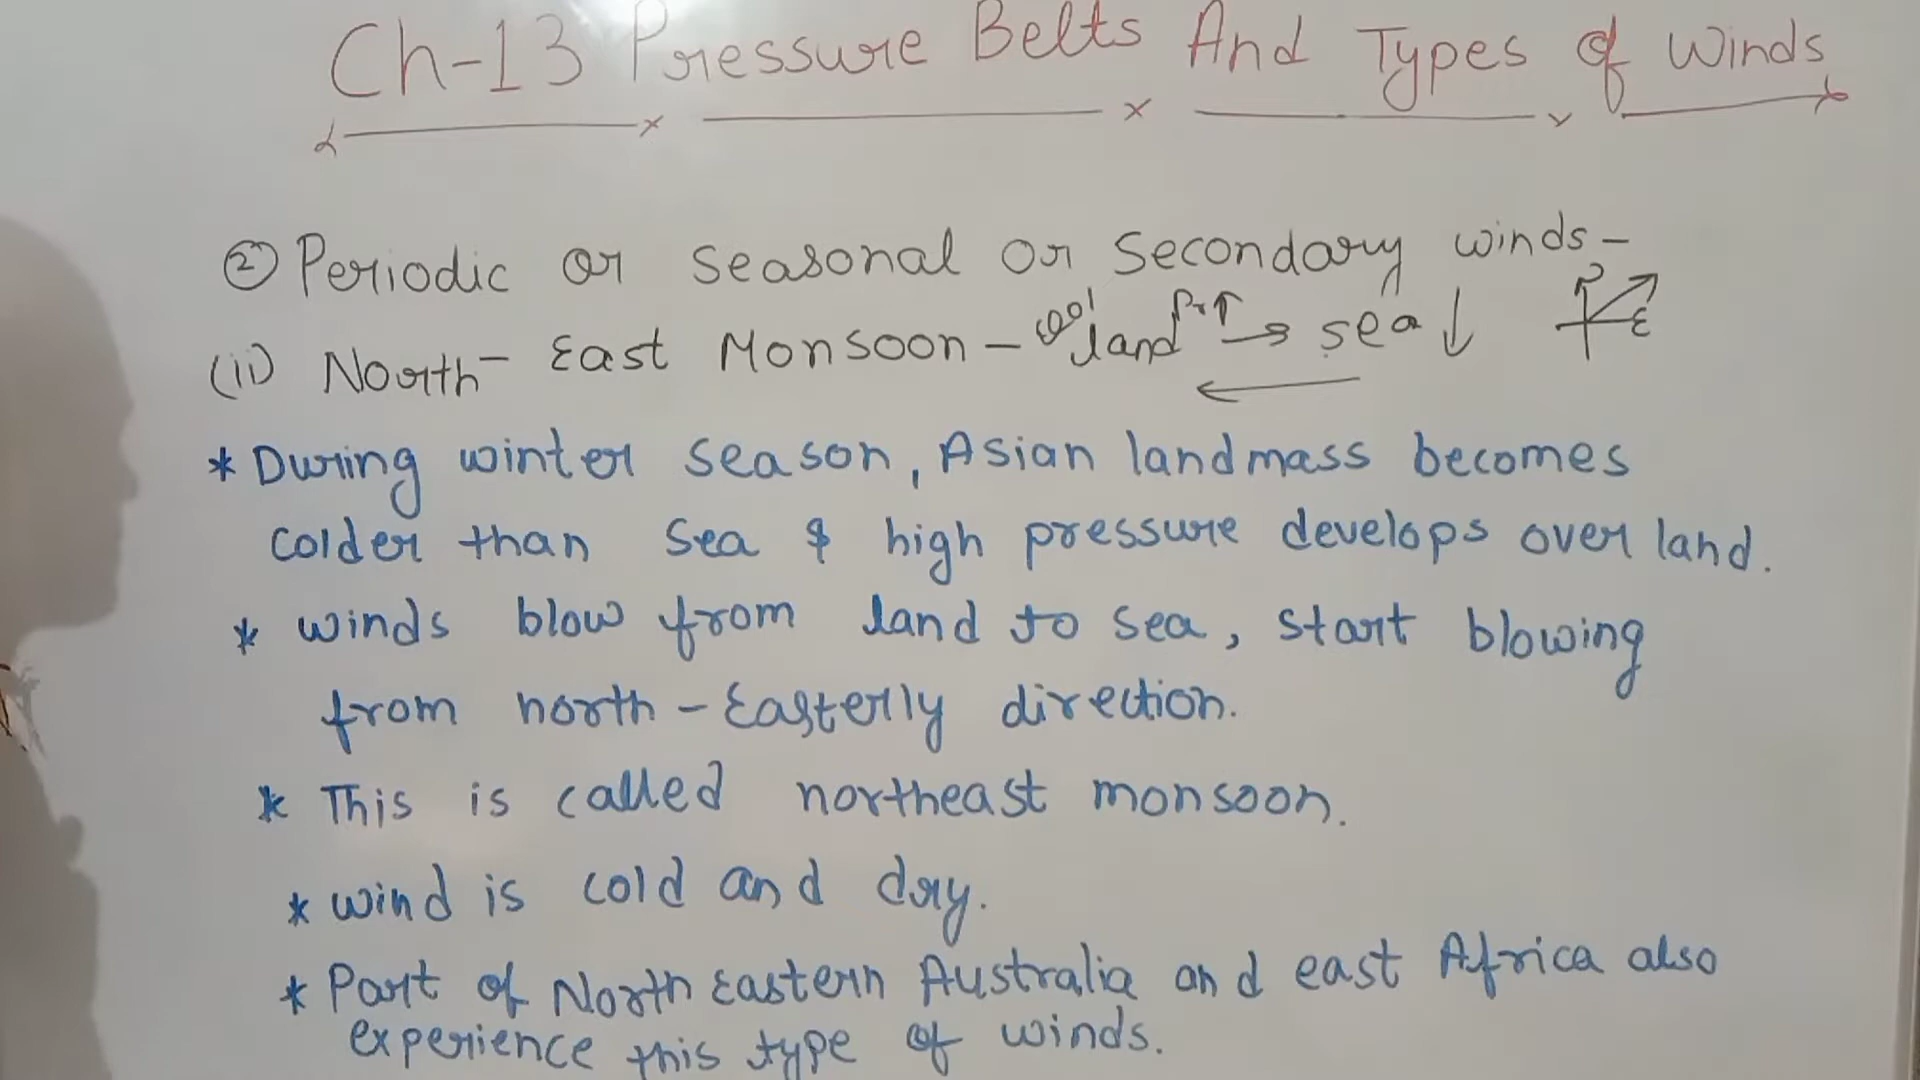 Ch-13 Pressure Belts And Types of Winds
② Periodic or seasonal or Secondary winds-
(ii) North- East Monsoon - cool land Pr↑ → sea ↓ N E
* During winter season, Asian landmass becomes
colder than sea & high pressure develops over land.
* winds blow from land to sea, start blowing
from north-Easterly direction.
* This is called northeast monsoon.
* wind is cold and dry.
* Part of North Eastern Australia and east Africa also
experience this type of winds.